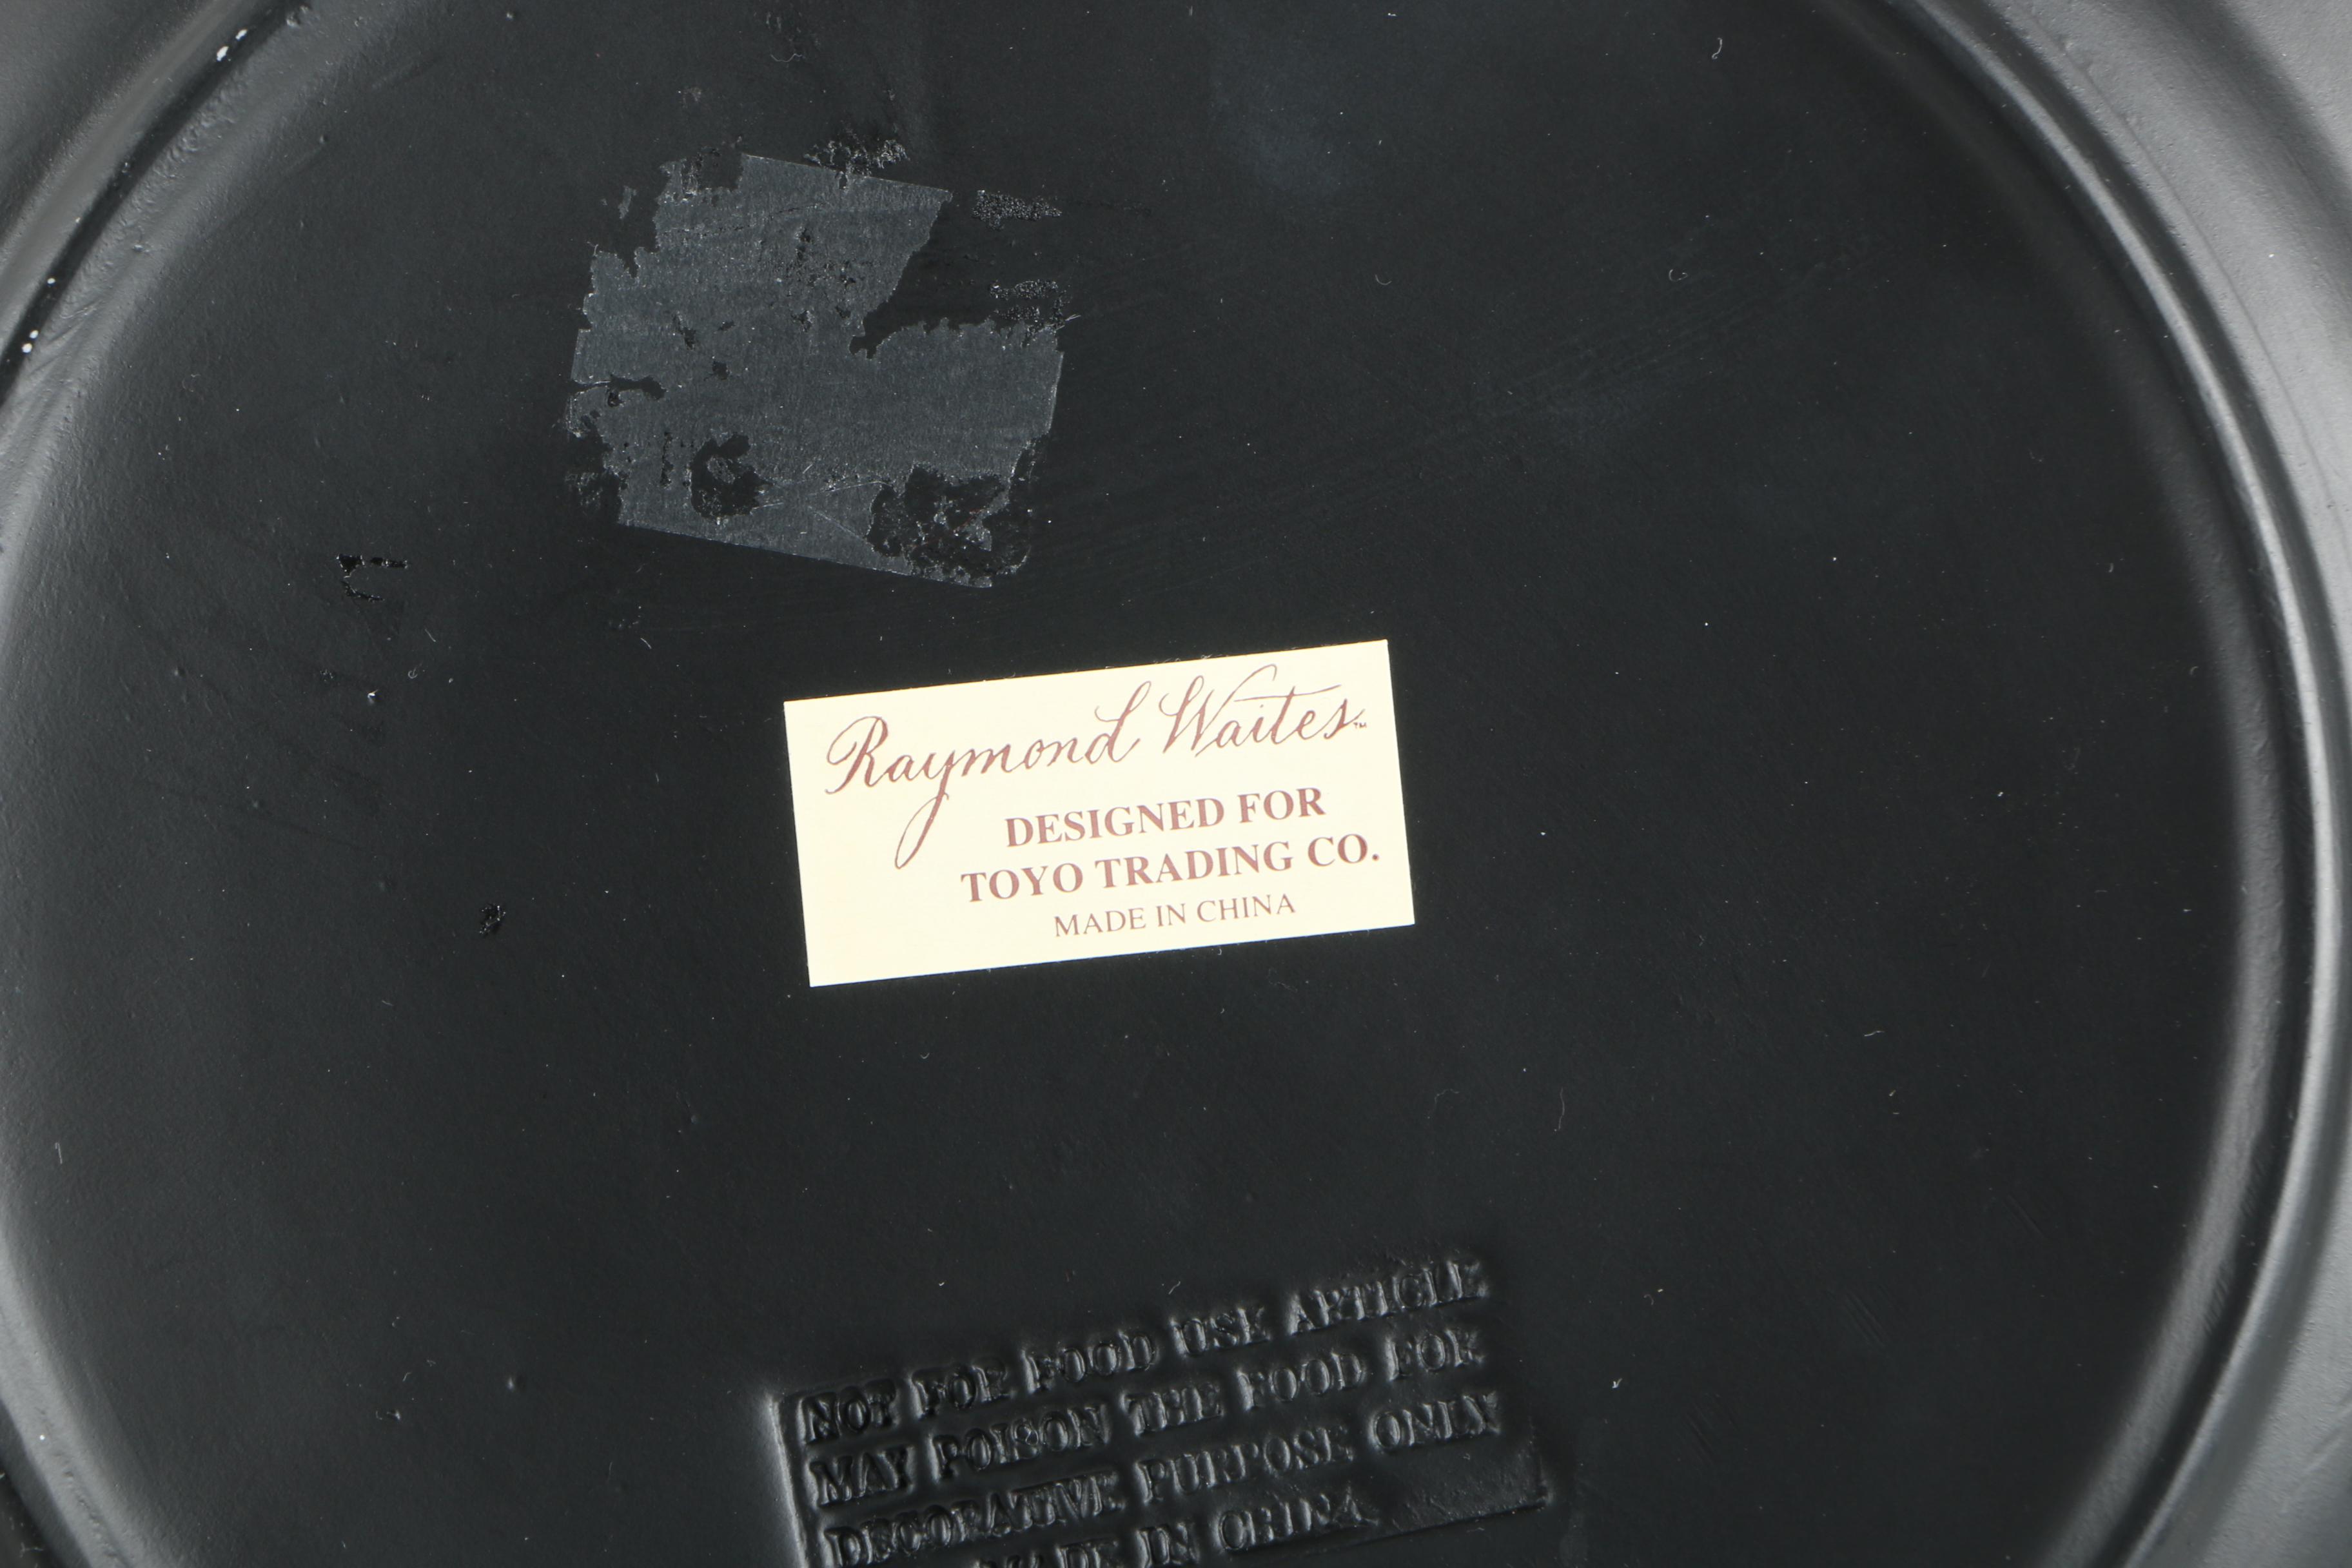 Raymond Waites™
DESIGNED FOR
TOYO TRADING CO.
MADE IN CHINA
NOT FOR FOOD USE ARTICLE
MAY POISON THE FOOD FOR
DECORATIVE PURPOSE ONLY
MADE IN CHINA